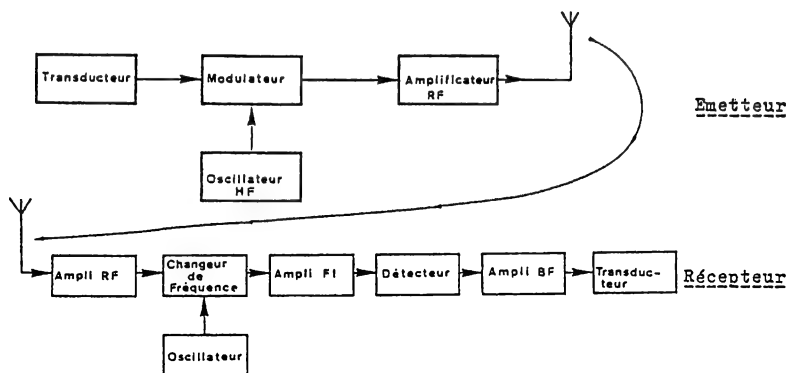 Transducteur
Modulateur
Amplificateur
RF
Emetteur
Oscillateur
HF
Ampli RF
Changeur
de
Fréquence
Ampli FI
Détecteur
Ampli BF
Transduc-
teur
Récepteur
Oscillateur